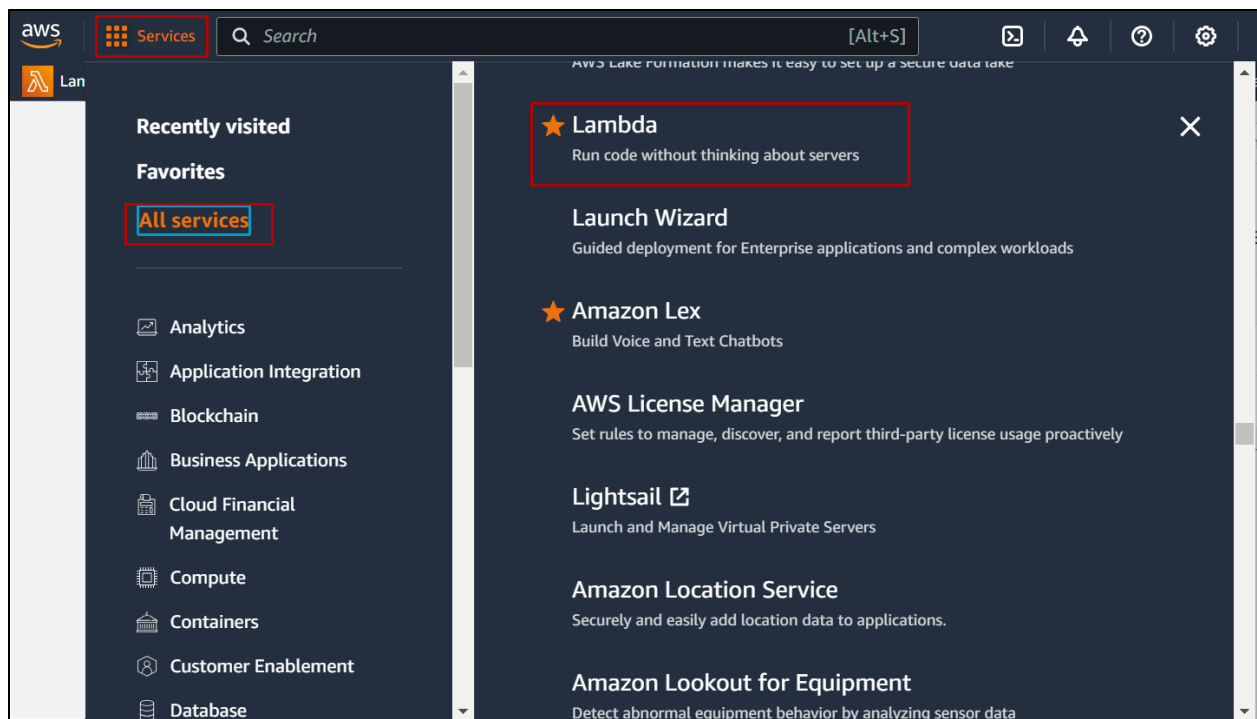 aws
Services
Search
[Alt+S]
Lam
Recently visited
Favorites
All services
Analytics
Application Integration
Blockchain
Business Applications
Cloud Financial
Management
Compute
Containers
Customer Enablement
Database
AWS Lake Formation makes it easy to set up a secure data lake
Lambda
Run code without thinking about servers
Launch Wizard
Guided deployment for Enterprise applications and complex workloads
Amazon Lex
Build Voice and Text Chatbots
AWS License Manager
Set rules to manage, discover, and report third-party license usage proactively
Lightsail
Launch and Manage Virtual Private Servers
Amazon Location Service
Securely and easily add location data to applications.
Amazon Lookout for Equipment
Detect abnormal equipment behavior by analyzing sensor data